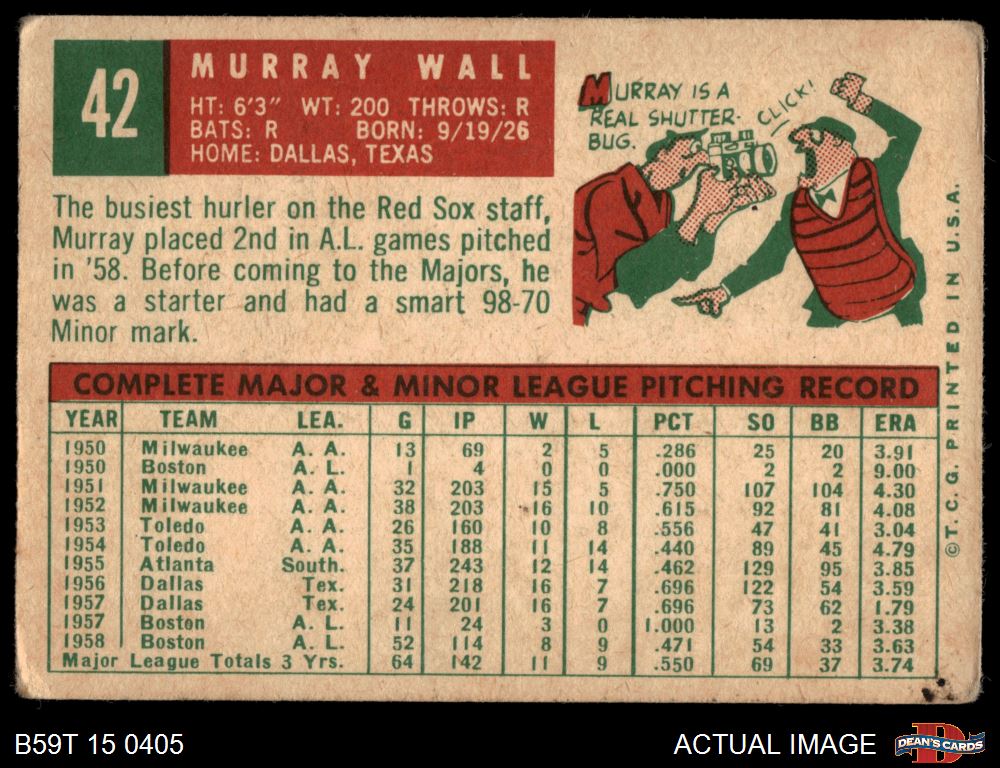 42
MURRAY WALL
HT: 6'3" WT: 200 THROWS: R
BATS: R BORN: 9/19/26
HOME: DALLAS, TEXAS
The busiest hurler on the Red Sox staff,
Murray placed 2nd in A.L. games pitched
in '58. Before coming to the Majors, he
was a starter and had a smart 98-70
Minor mark.
MURRAY IS A
REAL SHUTTER-
BUG.
CLICK!
COMPLETE MAJOR & MINOR LEAGUE PITCHING RECORD
YEAR TEAM LEA. G IP W L PCT SO BB ERA
1950 Milwaukee A. A. 13 69 2 5 .286 25 20 3.91
1950 Boston A. L. 1 4 0 0 .000 2 2 9.00
1951 Milwaukee A. A. 32 203 15 5 .750 107 104 4.30
1952 Milwaukee A. A. 38 203 16 10 .615 92 81 4.08
1953 Toledo A. A. 26 160 10 8 .556 47 41 3.04
1954 Toledo A. A. 35 188 11 14 .440 89 45 4.79
1955 Atlanta South. 37 243 12 14 .462 129 95 3.85
1956 Dallas Tex. 31 218 16 7 .696 122 54 3.59
1957 Dallas Tex. 24 201 16 7 .696 73 62 1.79
1957 Boston A. L. 11 24 3 0 1.000 13 2 3.38
1958 Boston A. L. 52 114 8 9 .471 54 33 3.63
Major League Totals 3 Yrs. 64 142 11 9 .550 69 37 3.74
©T. C. G. PRINTED IN U.S.A.
B59T 15 0405
ACTUAL IMAGE
D
DEAN'S CARDS